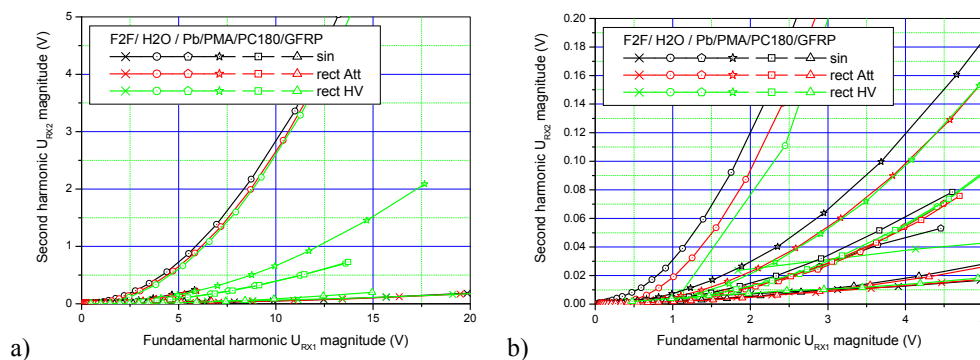 F2F/ H2O / Pb/PMA/PC180/GFRP
sin
rect Att
rect HV
Second harmonic U_RX2 magnitude (V)
5
4
3
2
1
0
0
5
10
15
20
Fundamental harmonic U_RX1 magnitude (V)
a)
F2F/ H2O / Pb/PMA/PC180/GFRP
sin
rect Att
rect HV
Second harmonic U_RX2 magnitude (V)
0.20
0.18
0.16
0.14
0.12
0.10
0.08
0.06
0.04
0.02
0.00
0
1
2
3
4
Fundamental harmonic U_RX1 magnitude (V)
b)